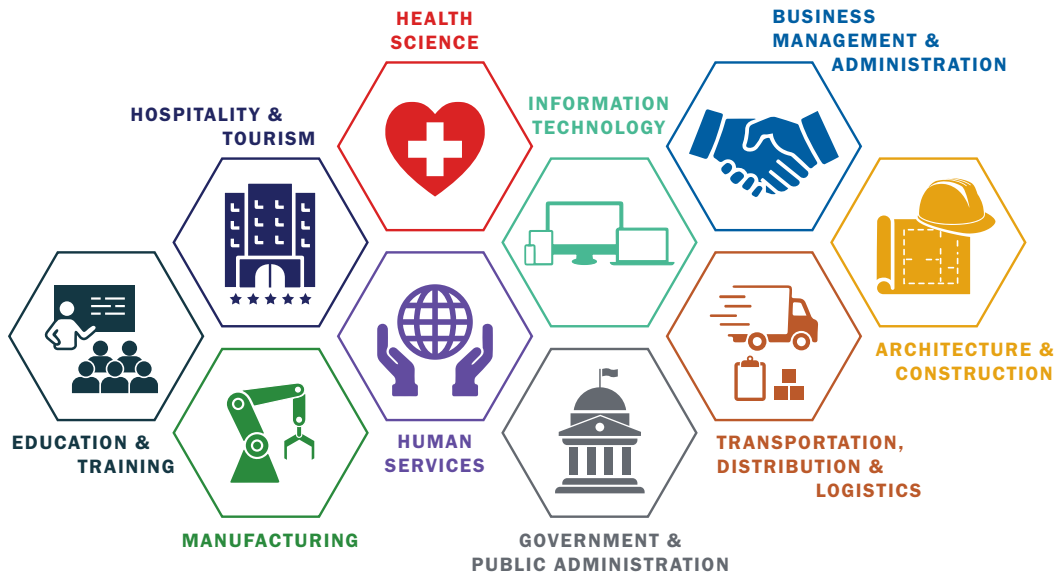 HEALTH
SCIENCE
BUSINESS
MANAGEMENT &
ADMINISTRATION
HOSPITALITY &
TOURISM
INFORMATION
TECHNOLOGY
ARCHITECTURE &
CONSTRUCTION
EDUCATION &
TRAINING
HUMAN
SERVICES
TRANSPORTATION,
DISTRIBUTION &
LOGISTICS
MANUFACTURING
GOVERNMENT &
PUBLIC ADMINISTRATION